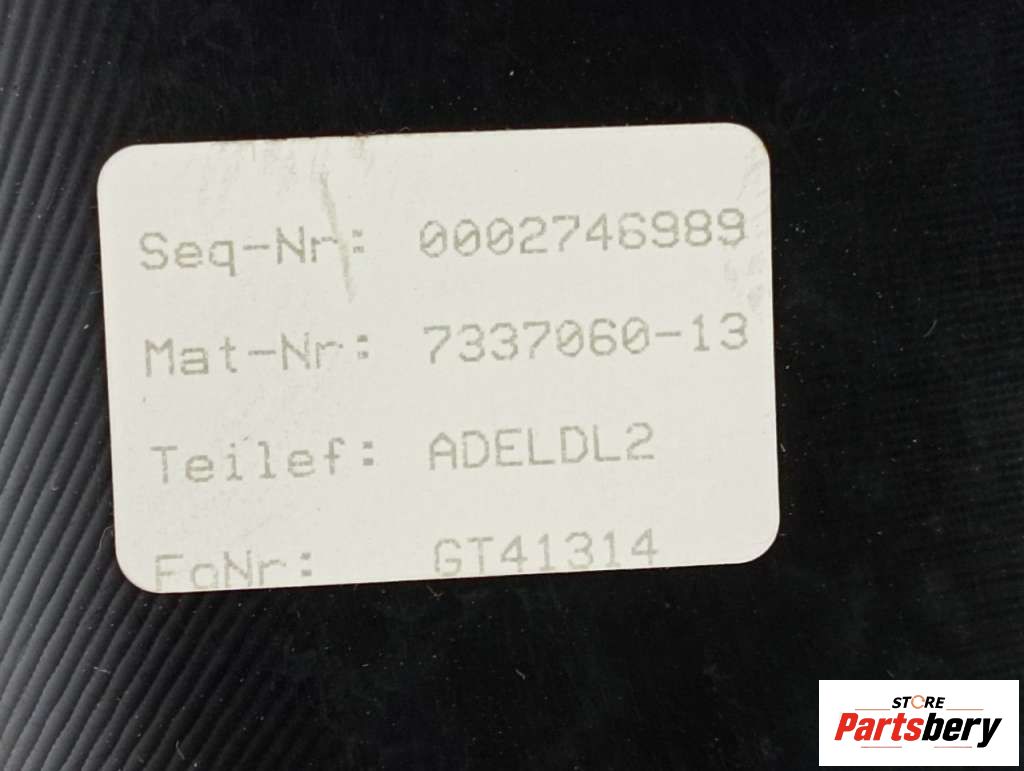 Seq-Nr: 0002746989
Mat-Nr: 7337060-13
Teilef: ADELDL2
FgNr: GT41314
STORE
Partsbery